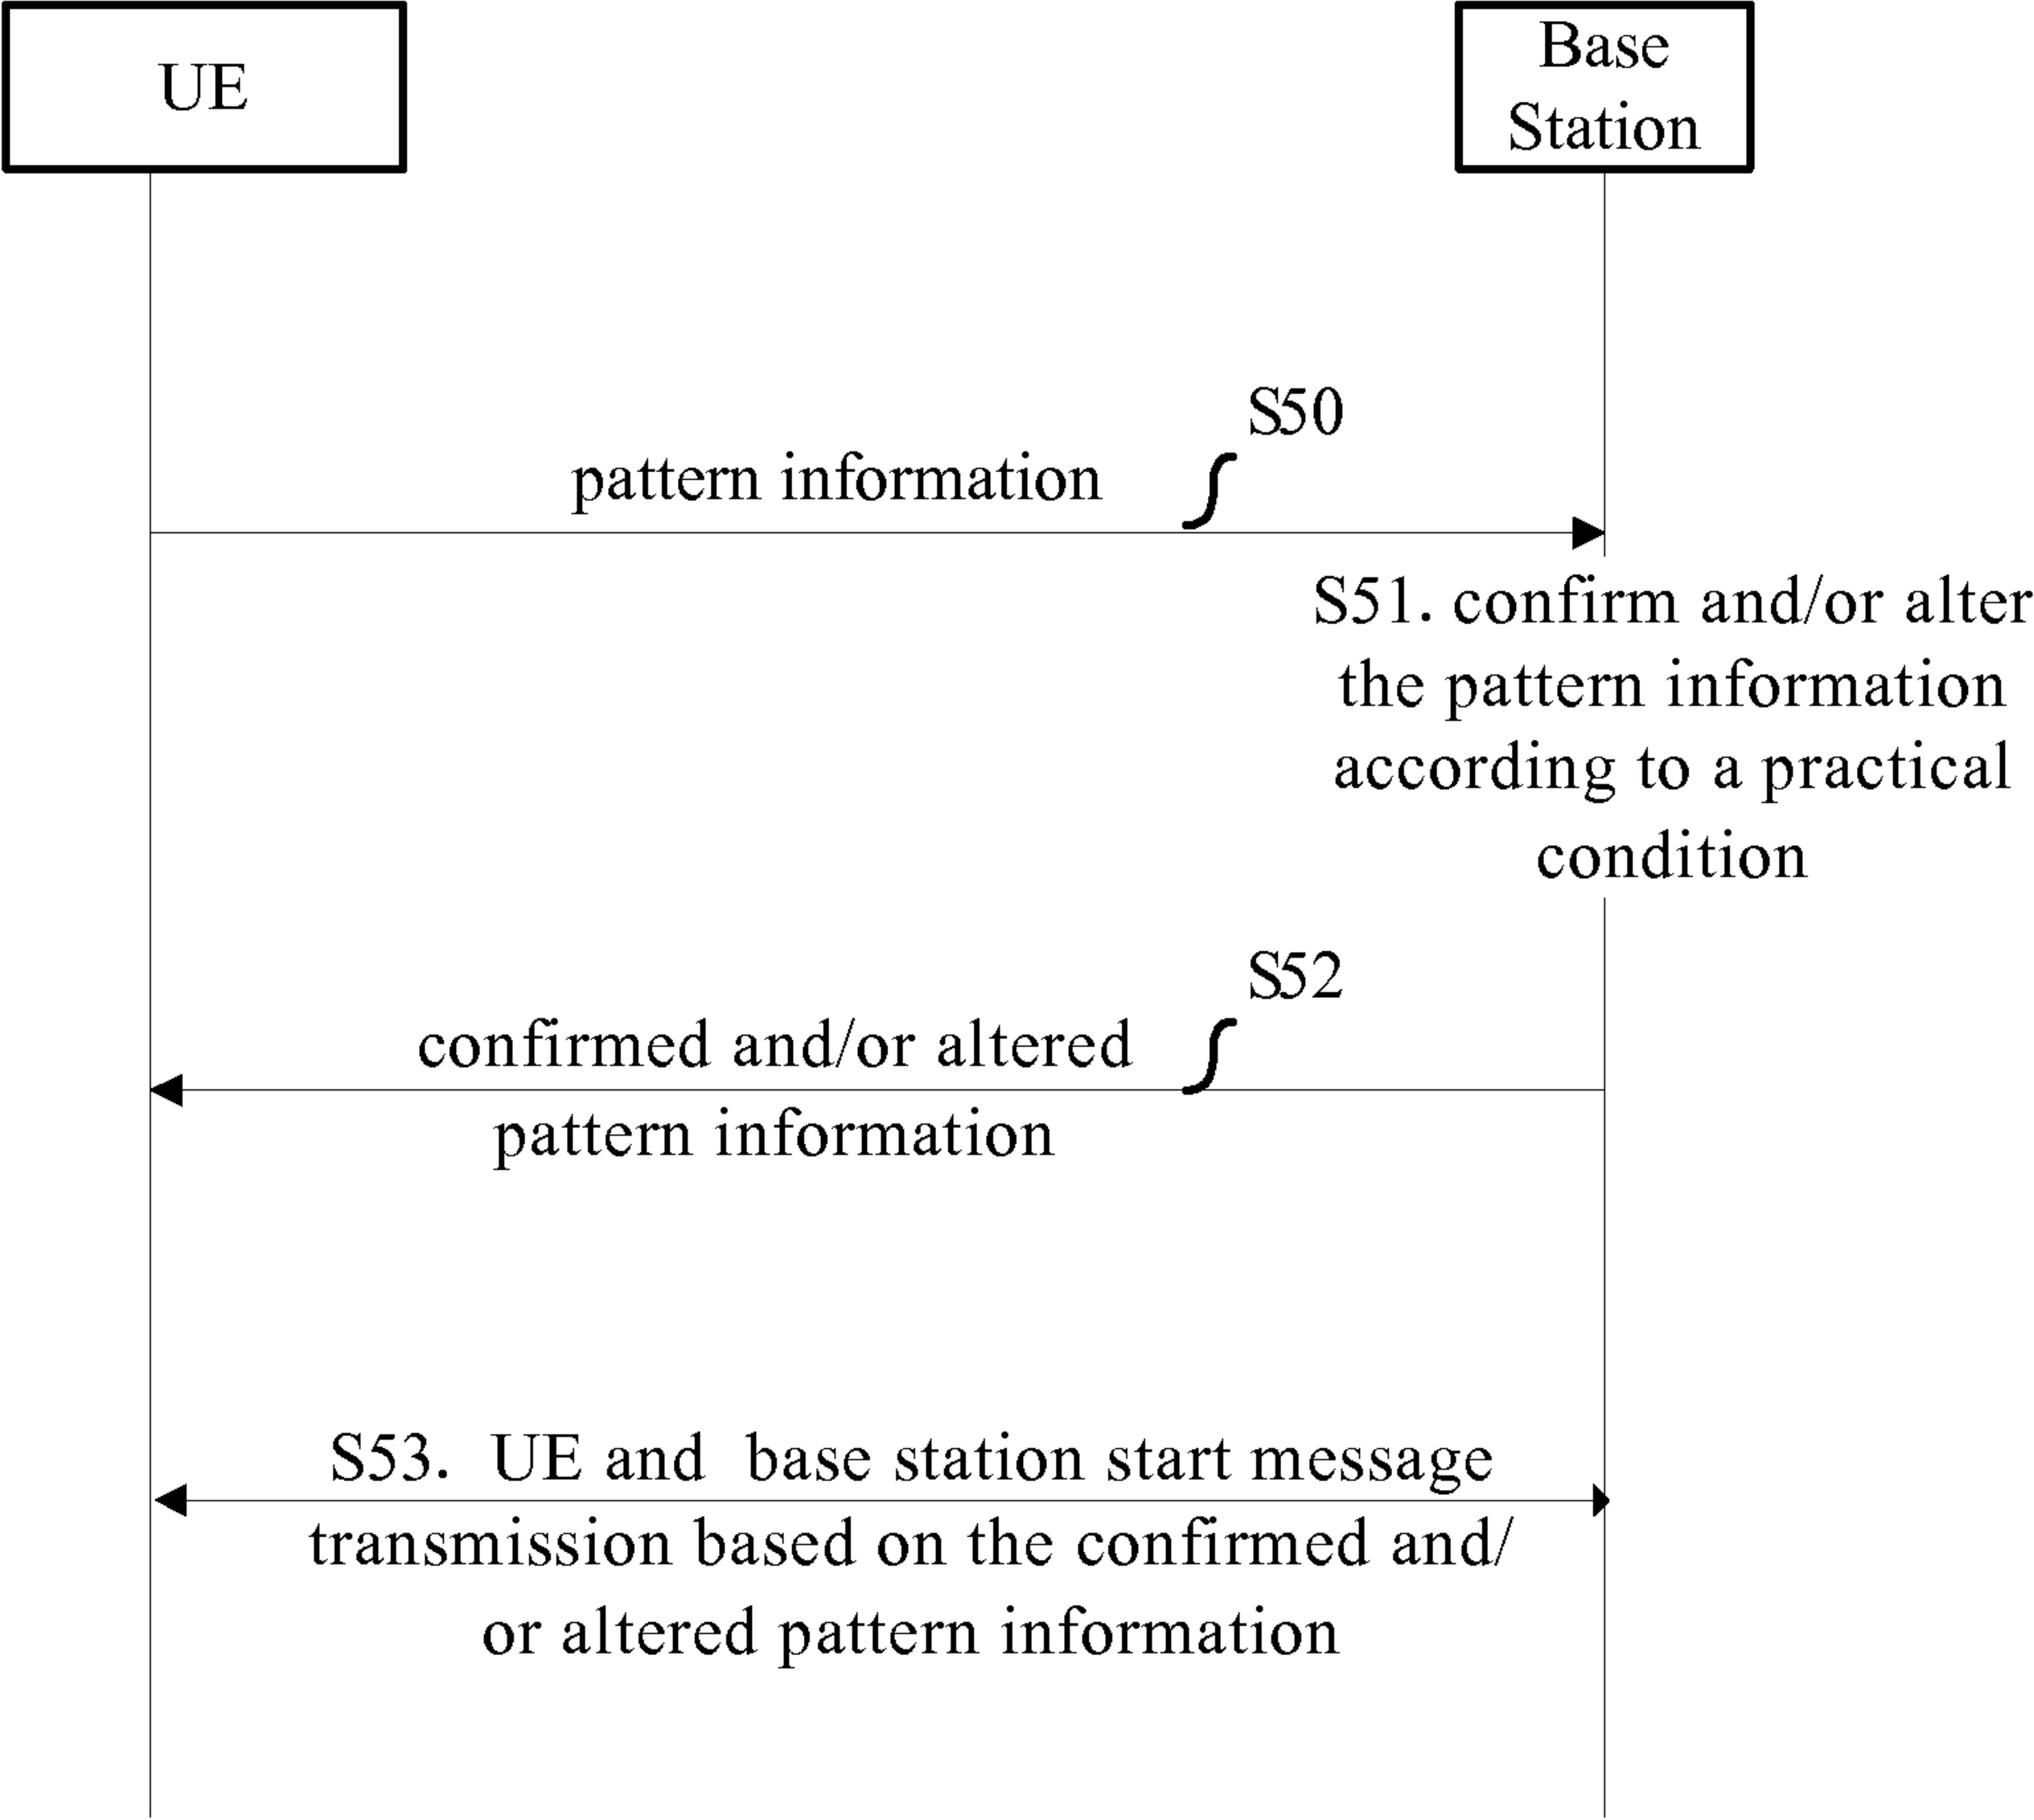 UE
Base
Station
S50
pattern information
S51. confirm and/or alter
the pattern information
according to a practical
condition
S52
confirmed and/or altered
pattern information
S53. UE and base station start message
transmission based on the confirmed and/
or altered pattern information